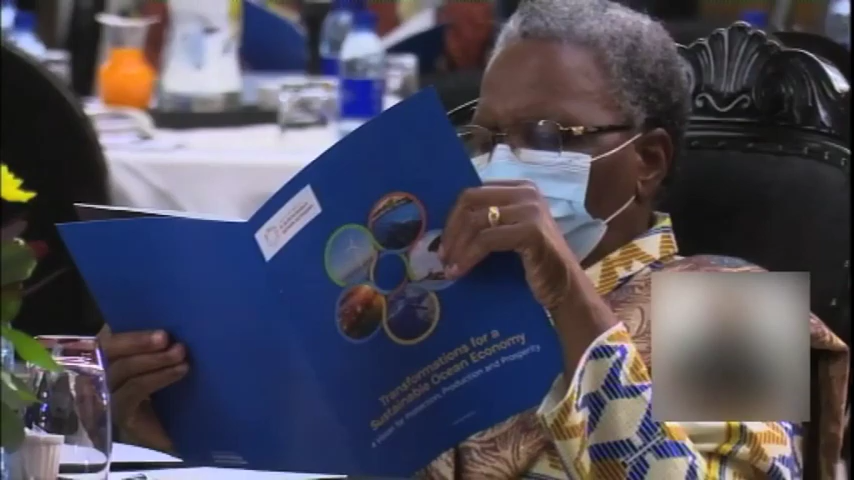 Transformations for a
Sustainable Ocean Economy
A Vision for Protection, Production and Prosperity